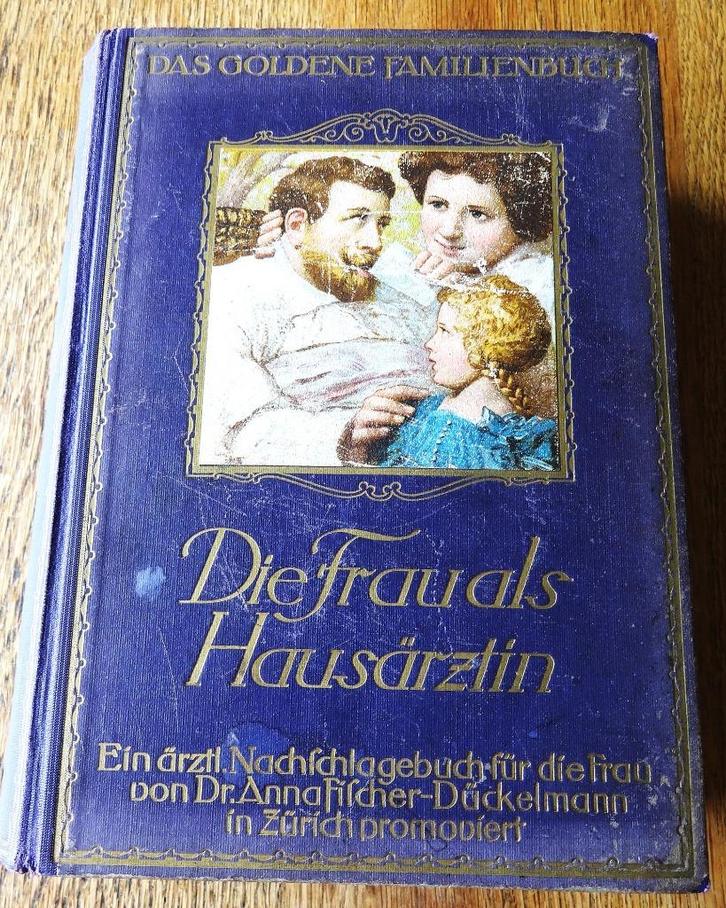 DAS GOLDENE FAMILIENBUCH
Die Frau als
Hausärztin
Ein ärztl. Nachschlagebuch für die Frau
von Dr. Anna Fischer-Dückelmann
in Zürich promoviert